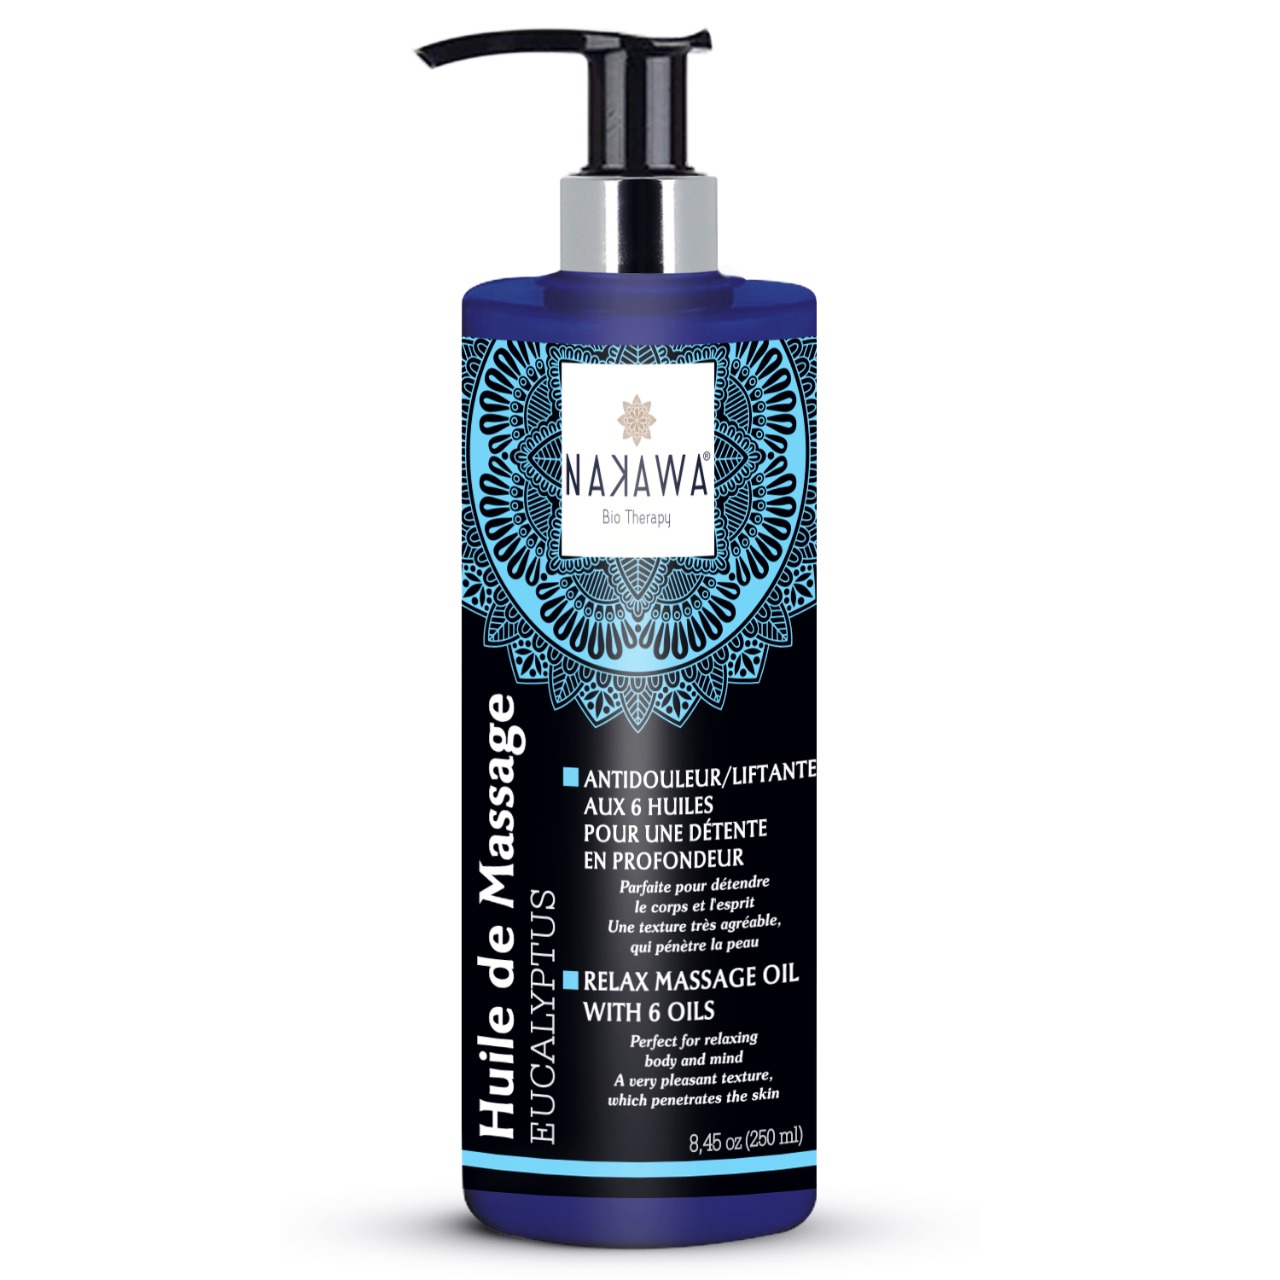 NAKAWA®
Bio Therapy
Huile de Massage
EUCALYPTUS
ANTIDOULEUR/LIFTANTE
AUX 6 HUILES
POUR UNE DÉTENTE
EN PROFONDEUR
Parfaite pour détendre
le corps et l'esprit
Une texture très agréable,
qui pénètre la peau
RELAX MASSAGE OIL
WITH 6 OILS
Perfect for relaxing
body and mind
A very pleasant texture,
which penetrates the skin
8,45 oz (250 ml)